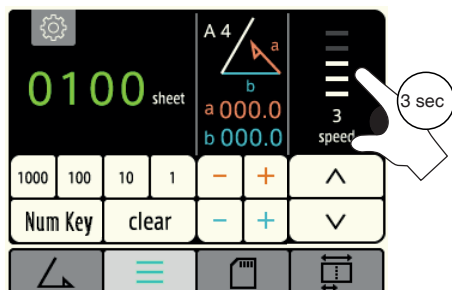 A 4
a
b
0100 sheet
a 000.0
b 000.0
3
speed
3 sec
1000 100 10 1 − + ∧
Num Key clear − + ∨